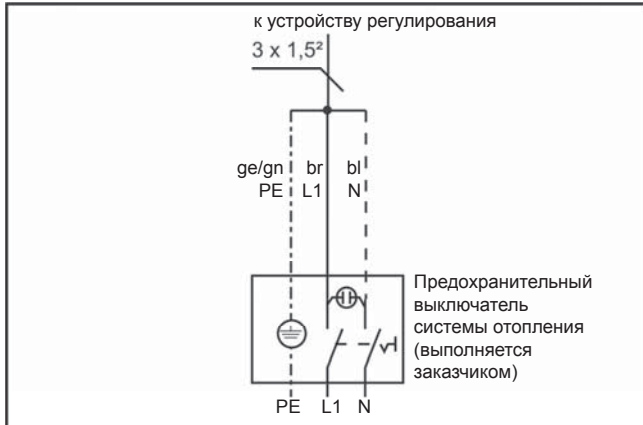 к устройству регулирования
3 x 1,5²
ge/gn br bl
PE L1 N
Предохранительный
выключатель
системы отопления
(выполняется
заказчиком)
PE L1 N